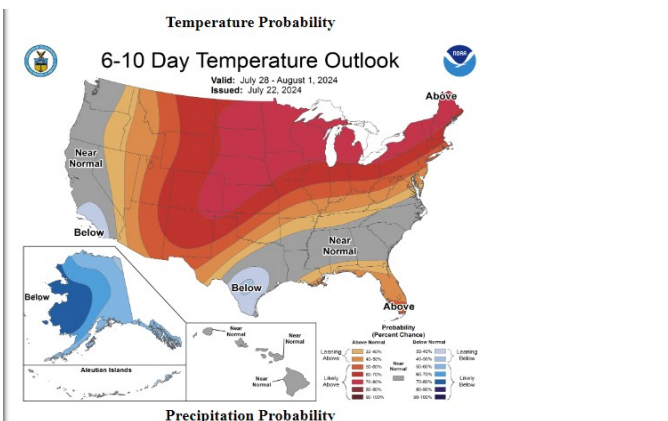 Temperature Probability
6-10 Day Temperature Outlook
NOAA
Valid: July 28 - August 1, 2024
Issued: July 22, 2024
Above
Near
Normal
Below
Near
Normal
Below
Above
Below
Aleutian Islands
Near
Normal
Near
Normal
Near
Normal
Probability
(Percent Chance)
Above Normal
Below Normal
Leaning
Above
33-40%
40-50%
Likely
Above
50-60%
60-70%
70-80%
80-90%
90-100%
Near
Normal
33-40%
40-50%
Leaning
Below
50-60%
60-70%
70-80%
80-90%
90-100%
Likely
Below
Precipitation Probability